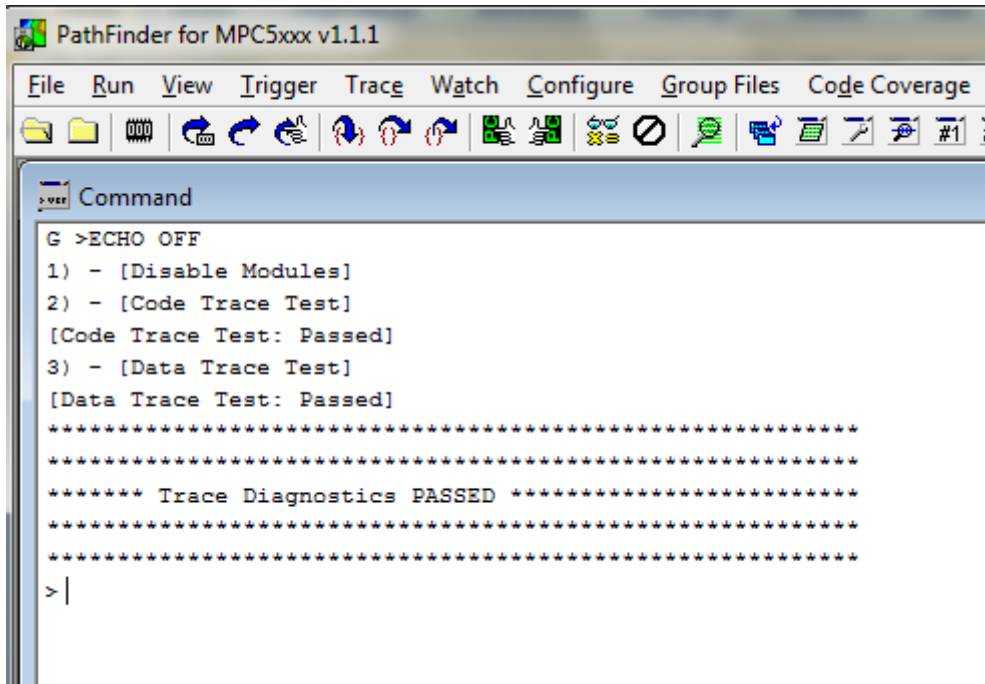 PathFinder for MPC5xxx v1.1.1
File Run View Trigger Trace Watch Configure Group Files Code Coverage
#1
Command
G >ECHO OFF
1) - [Disable Modules]
2) - [Code Trace Test]
[Code Trace Test: Passed]
3) - [Data Trace Test]
[Data Trace Test: Passed]
**********************************************************
**********************************************************
******* Trace Diagnostics PASSED *************************
**********************************************************
**********************************************************
>